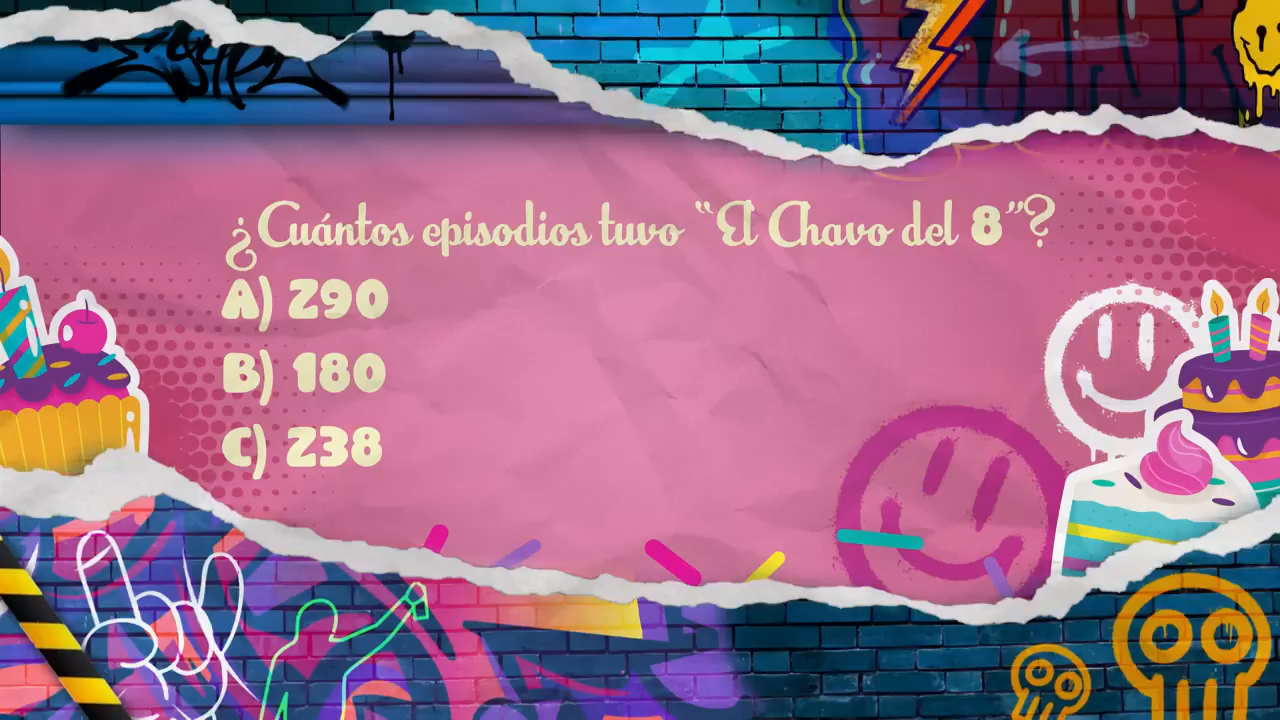 ¿Cuántos episodios tuvo “El Chavo del 8”?
A) 290
B) 180
C) 238